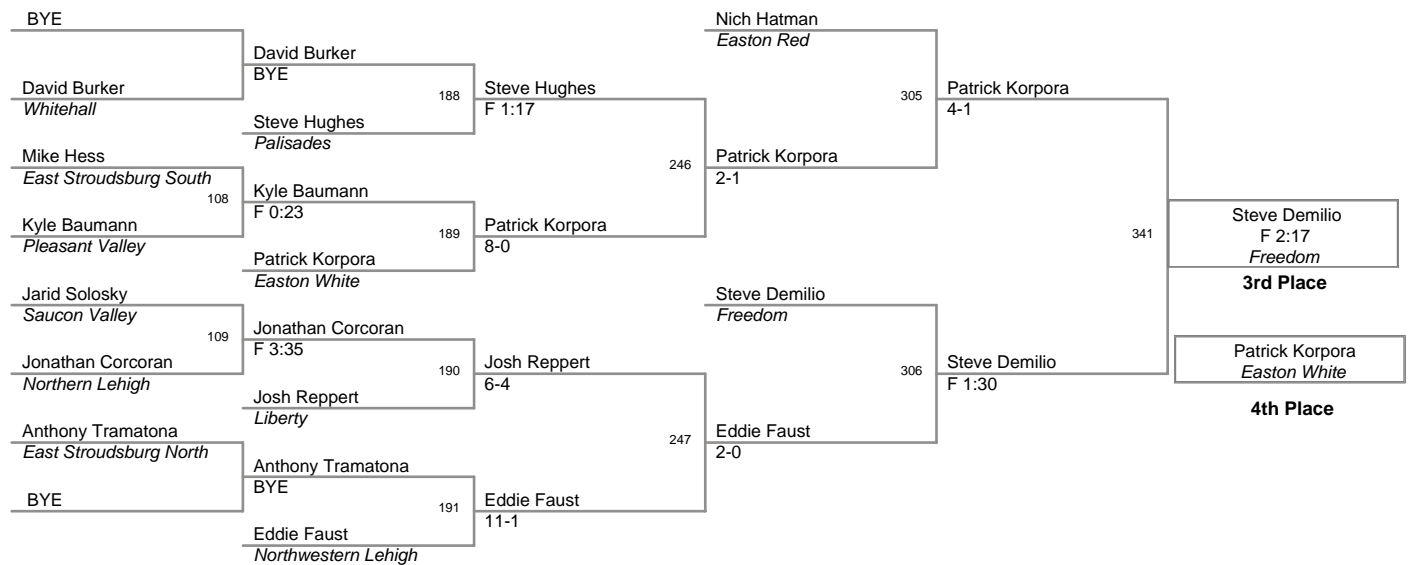 BYE
David Burker
Whitehall
Mike Hess
East Stroudsburg South
108
Kyle Baumann
Pleasant Valley
Jarid Solosky
Saucon Valley
109
Jonathan Corcoran
Northern Lehigh
Anthony Tramatona
East Stroudsburg North
BYE
David Burker
BYE
188
Steve Hughes
Palisades
Kyle Baumann
F 0:23
189
Patrick Korpora
Easton White
Jonathan Corcoran
F 3:35
190
Josh Reppert
Liberty
Anthony Tramatona
BYE
191
Eddie Faust
Northwestern Lehigh
Steve Hughes
F 1:17
246
Patrick Korpora
8-0
Josh Reppert
6-4
247
Eddie Faust
11-1
Nich Hatman
Easton Red
305
Patrick Korpora
2-1
Steve Demilio
Freedom
306
Eddie Faust
2-0
Patrick Korpora
4-1
341
Steve Demilio
F 1:30
Steve Demilio
F 2:17
Freedom
3rd Place
Patrick Korpora
Easton White
4th Place